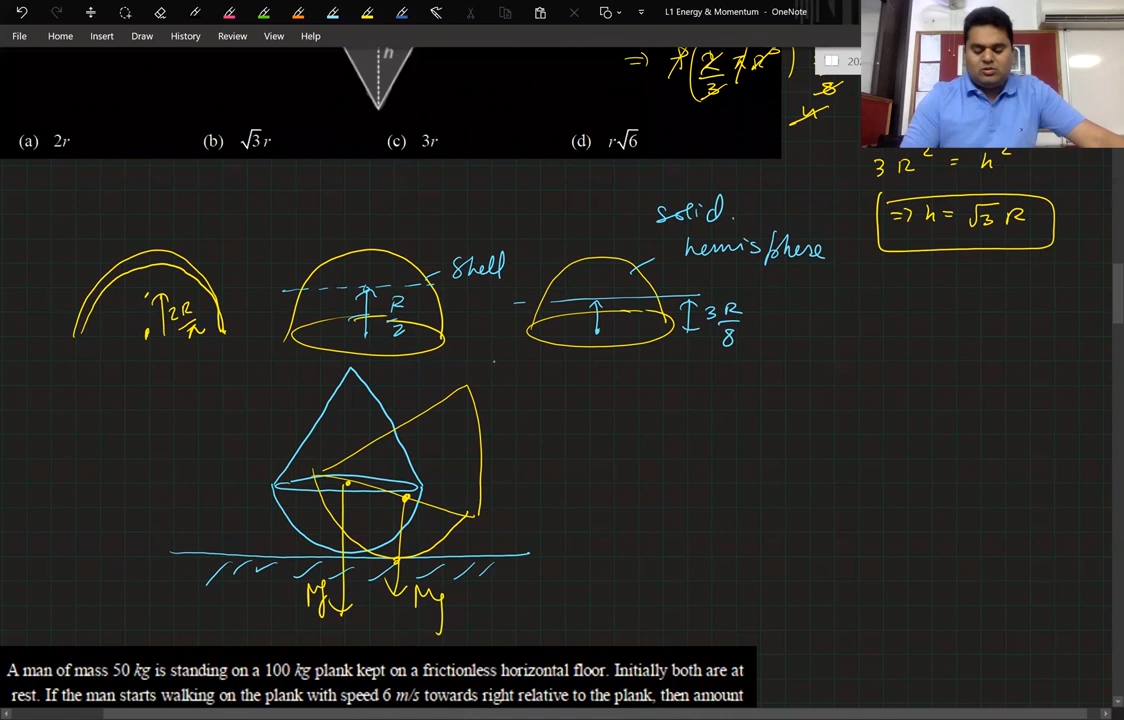 L1 Energy & Momentum - OneNote
File Home Insert Draw History Review View Help
h
(a) 2r (b) √3 r (c) 3r (d) r√6
3R² = h²
⇒ h = √3 R
solid.
hemisphere
Shell
2R/π
R/2
3R/8
Mg
Mg
A man of mass 50 kg is standing on a 100 kg plank kept on a frictionless horizontal floor. Initially both are at
rest. If the man starts walking on the plank with speed 6 m/s towards right relative to the plank, then amount